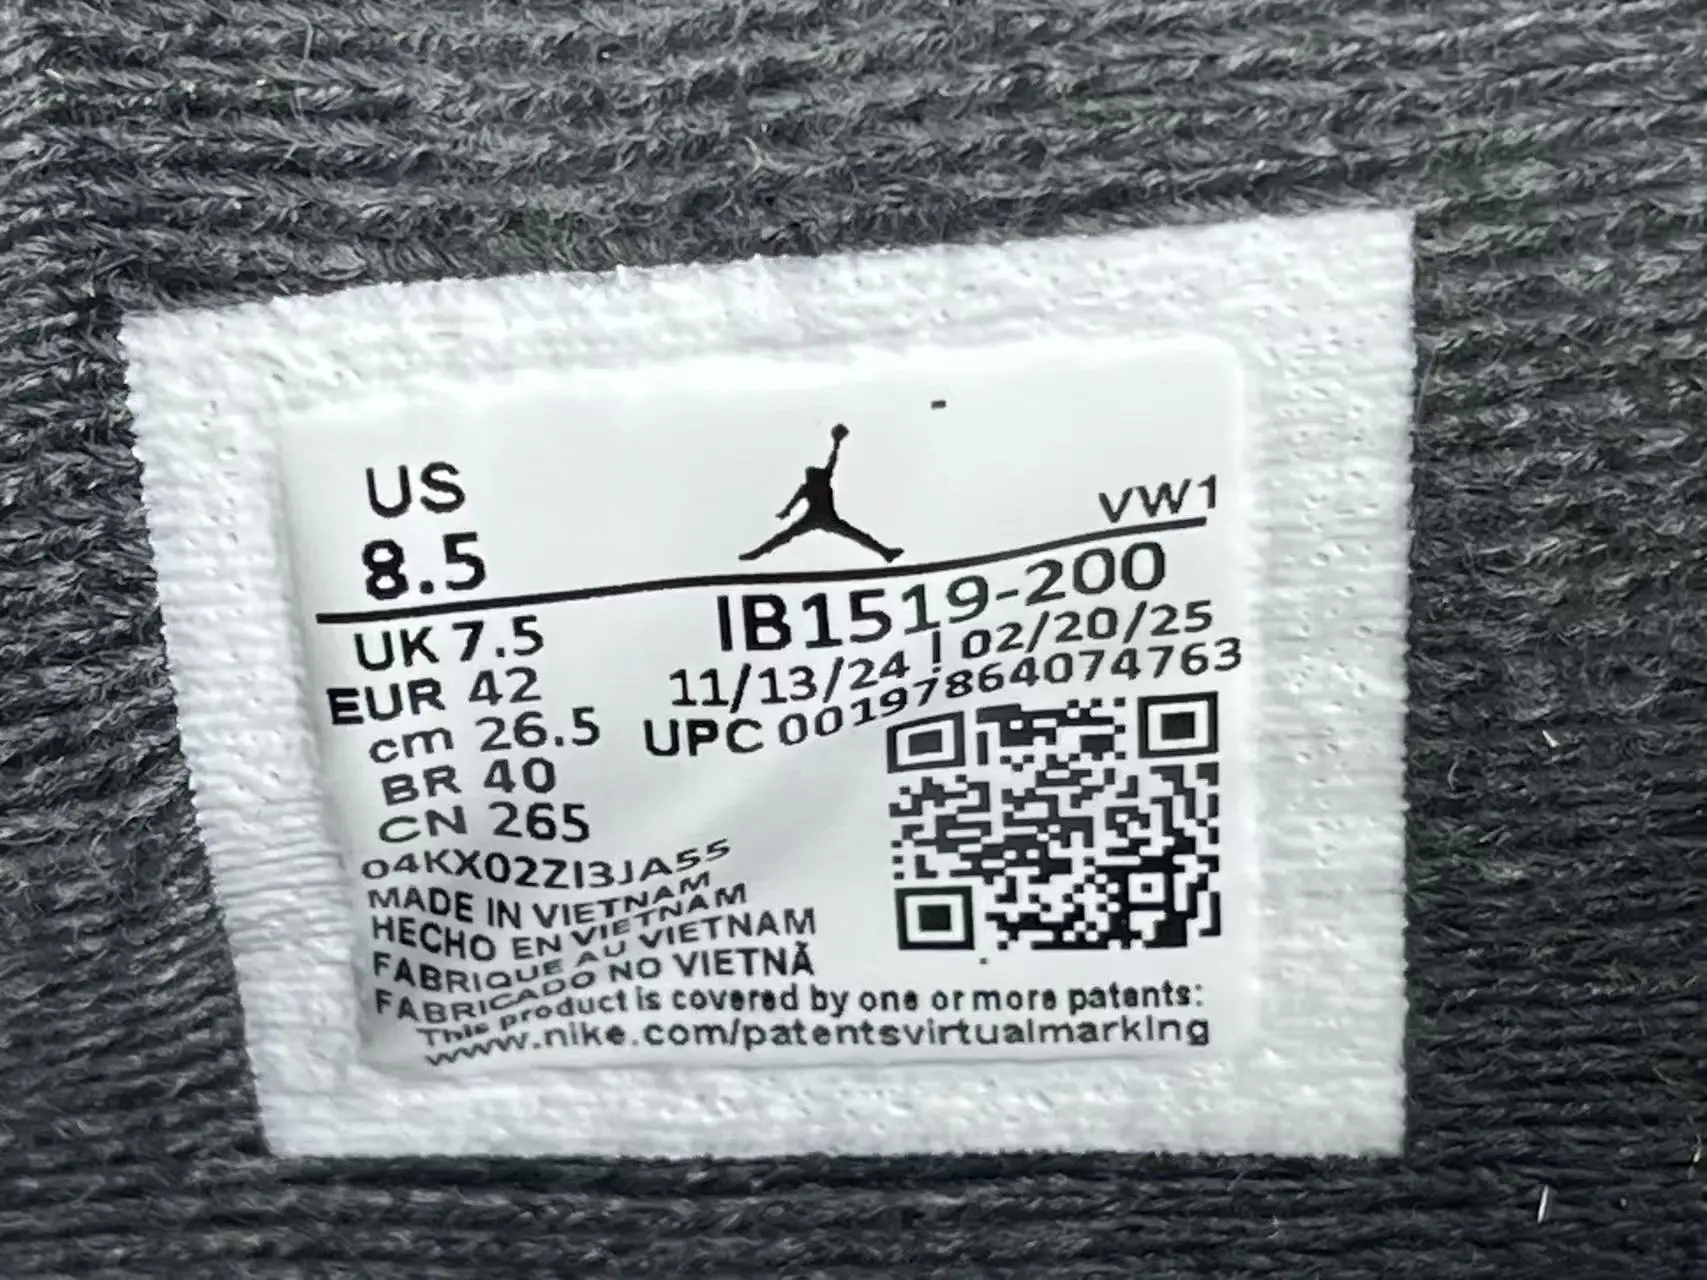 US
8.5
VW1
UK 7.5
EUR 42
cm 26.5
BR 40
CN 265
IB1519-200
11/13/24 | 02/20/25
UPC 00197864074763
04KX02ZI3JA55
MADE IN VIETNAM
HECHO EN VIETNAM
FABRIQUE AU VIETNAM
FABRICADO NO VIETNÃ
This product is covered by one or more patents:
www.nike.com/patentsvirtualmarking